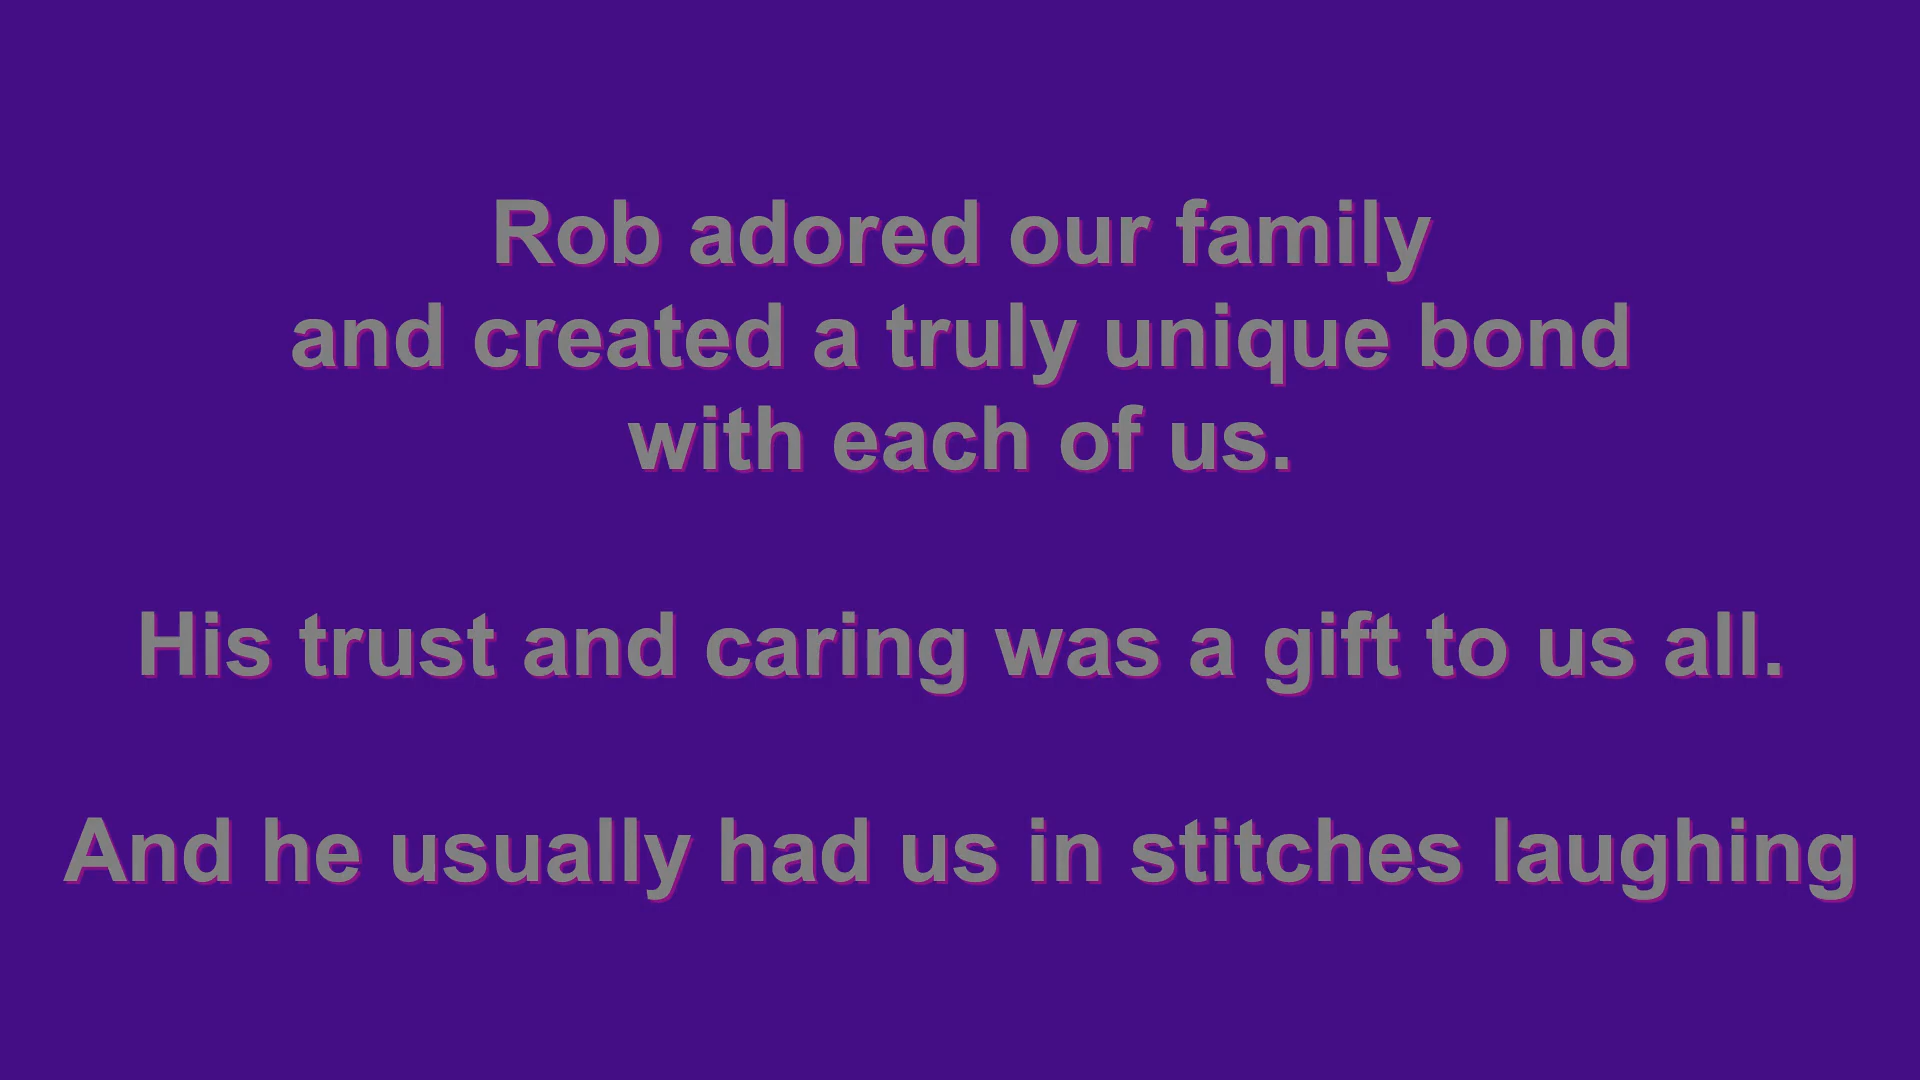 Rob adored our family
and created a truly unique bond
with each of us.
His trust and caring was a gift to us all.
And he usually had us in stitches laughing